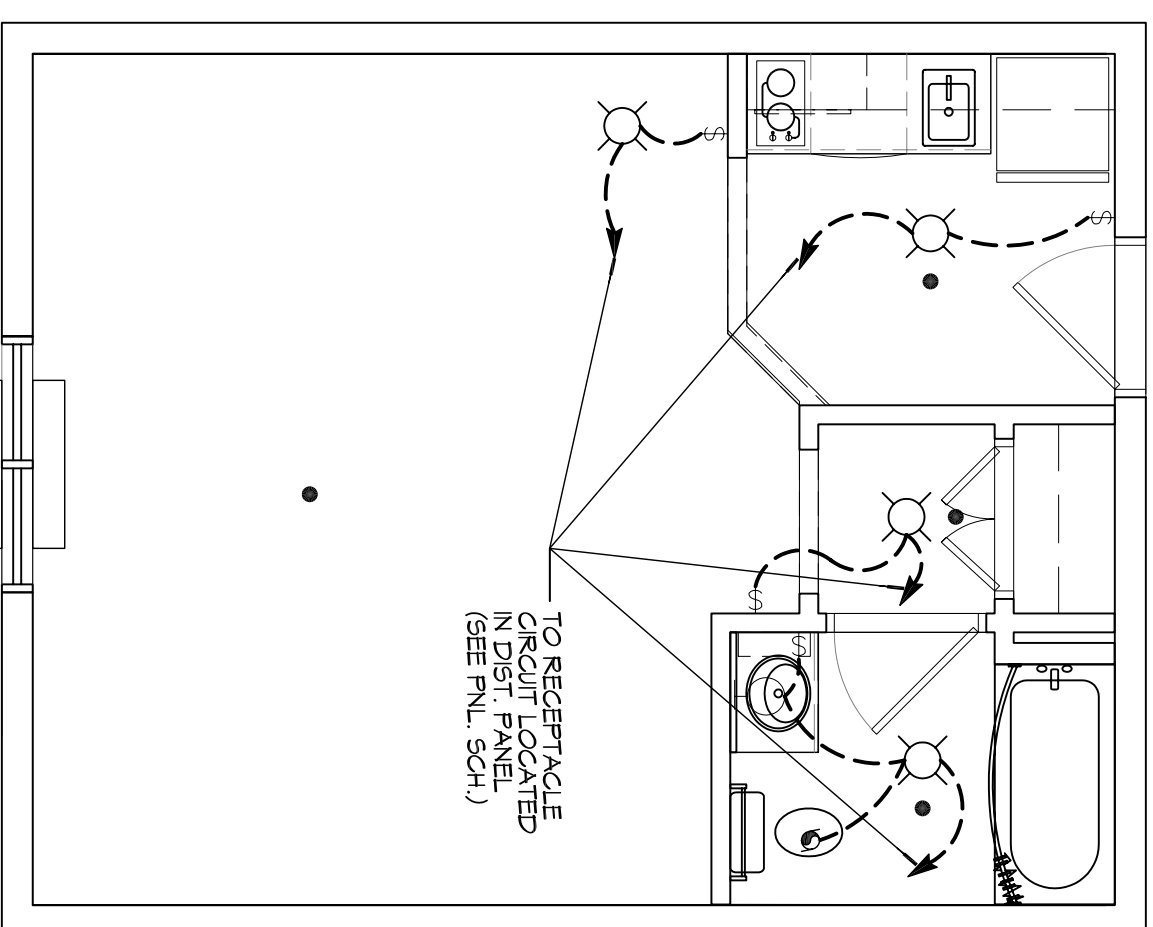 TO RECEPTACLE
CIRCUIT LOCATED
IN DIST. PANEL
(SEE PNL. SCH.)
$
$
$
$